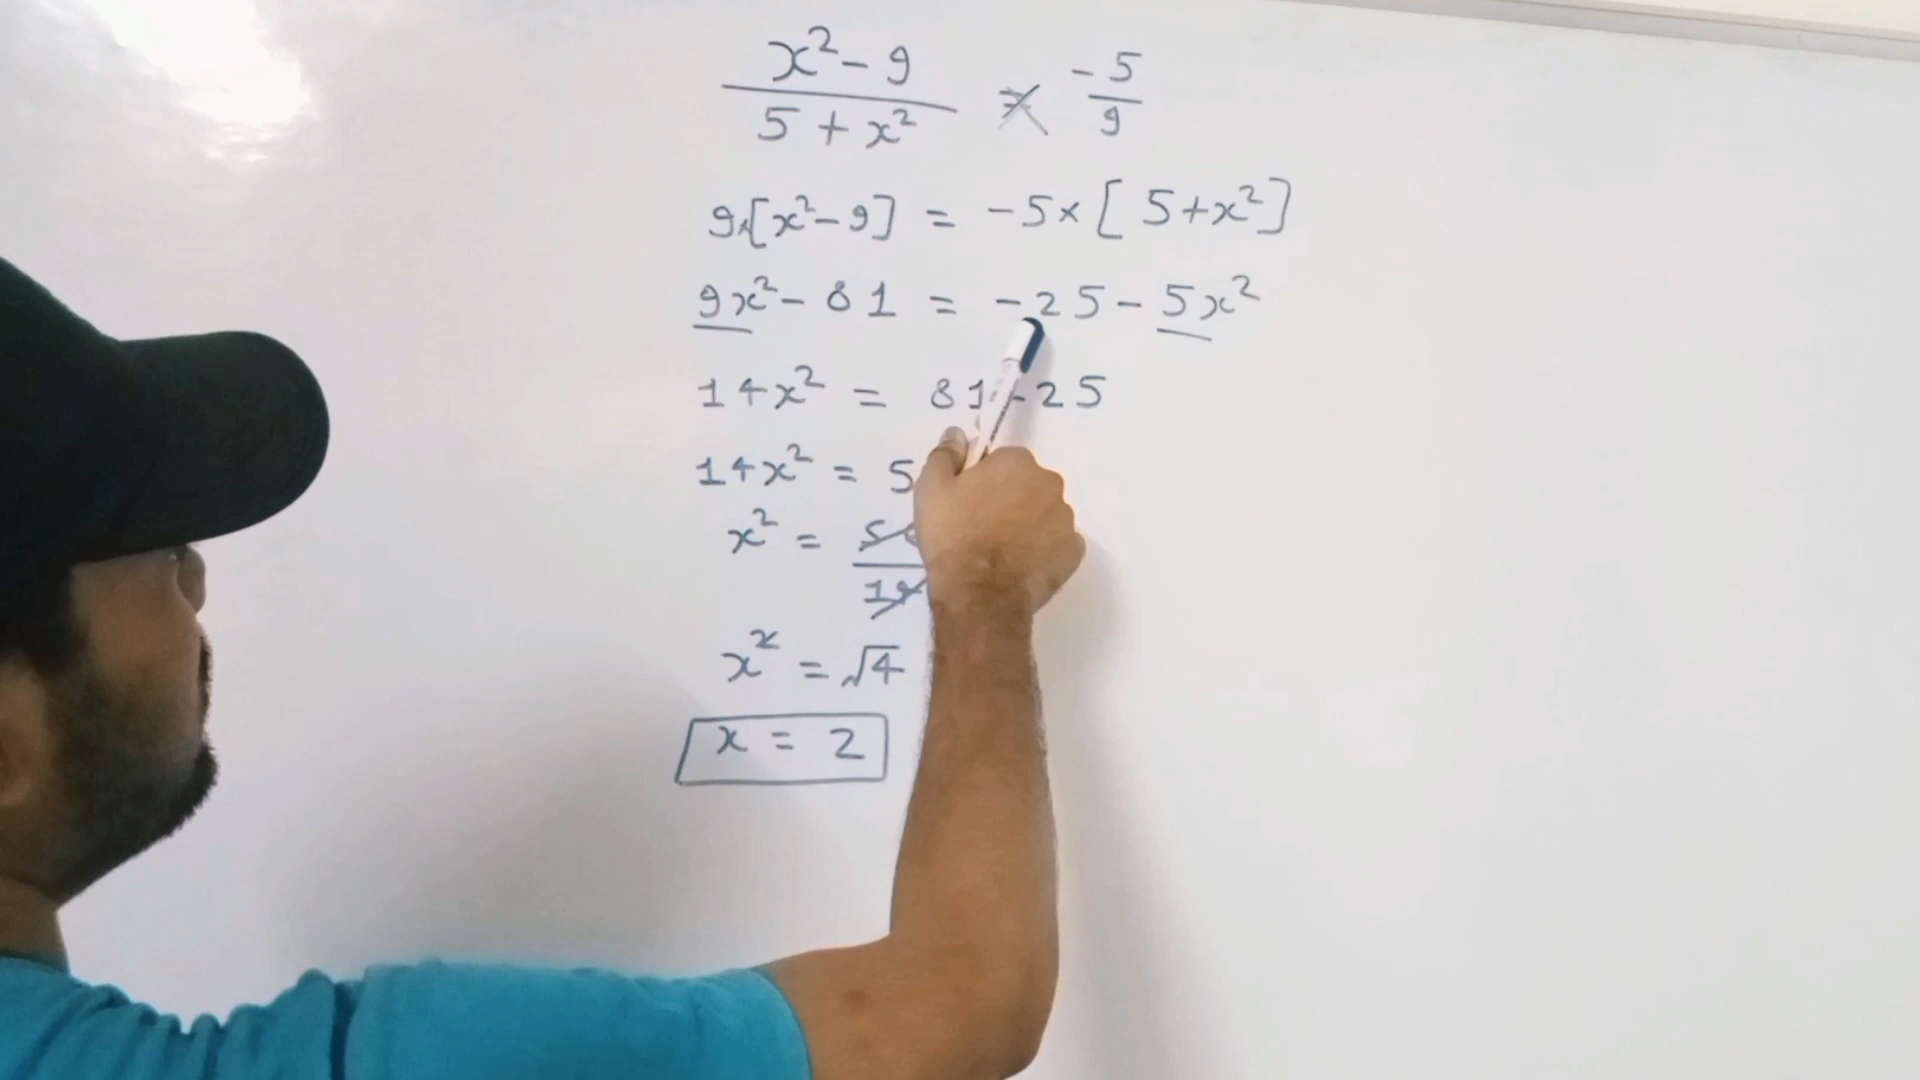 x² - 9 / 5 + x² = -5 / 9
9×[x² - 9] = -5×[5+x²]
9x² - 81 = -25 - 5x²
14x² = 81 - 25
14x² = 5
x² = 5 / 14
x² = √4
x = 2